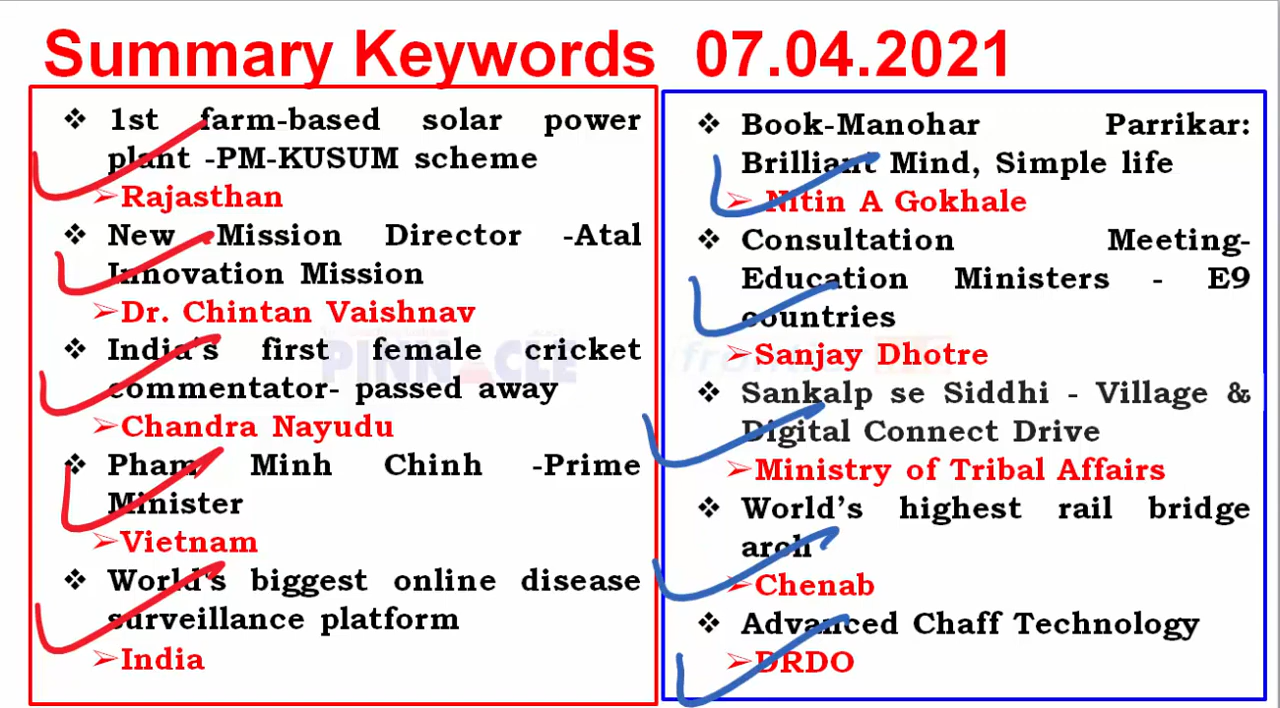 Summary Keywords 07.04.2021
❖ 1st farm-based solar power
plant -PM-KUSUM scheme
➢Rajasthan
❖ New Mission Director -Atal
Innovation Mission
➢Dr. Chintan Vaishnav
❖ India's first female cricket
commentator- passed away
➢Chandra Nayudu
❖ Pham Minh Chinh -Prime
Minister
➢Vietnam
❖ World's biggest online disease
surveillance platform
➢India
❖ Book-Manohar Parrikar:
Brilliant Mind, Simple life
➢ Nitin A Gokhale
❖ Consultation Meeting-
Education Ministers - E9
countries
➢Sanjay Dhotre
❖ Sankalp se Siddhi - Village &
Digital Connect Drive
➢Ministry of Tribal Affairs
❖ World's highest rail bridge
arch
➢Chenab
❖ Advanced Chaff Technology
➢DRDO
PINNACLE